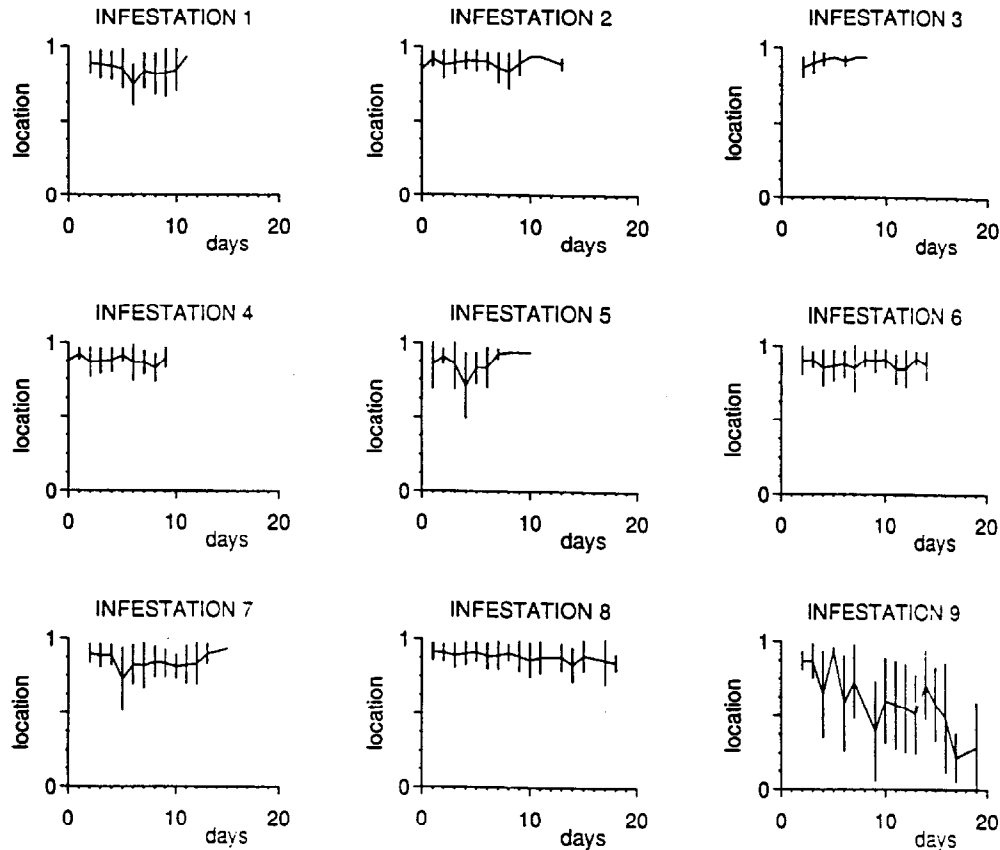 INFESTATION 1
1
location
0
0 10 20
days
INFESTATION 2
1
location
0
0 10 20
days
INFESTATION 3
1
location
0
0 10 20
days
INFESTATION 4
1
location
0
0 10 20
days
INFESTATION 5
1
location
0
0 10 20
days
INFESTATION 6
1
location
0
0 10 20
days
INFESTATION 7
1
location
0
0 10 20
days
INFESTATION 8
1
location
0
0 10 20
days
INFESTATION 9
1
location
0
0 10 20
days